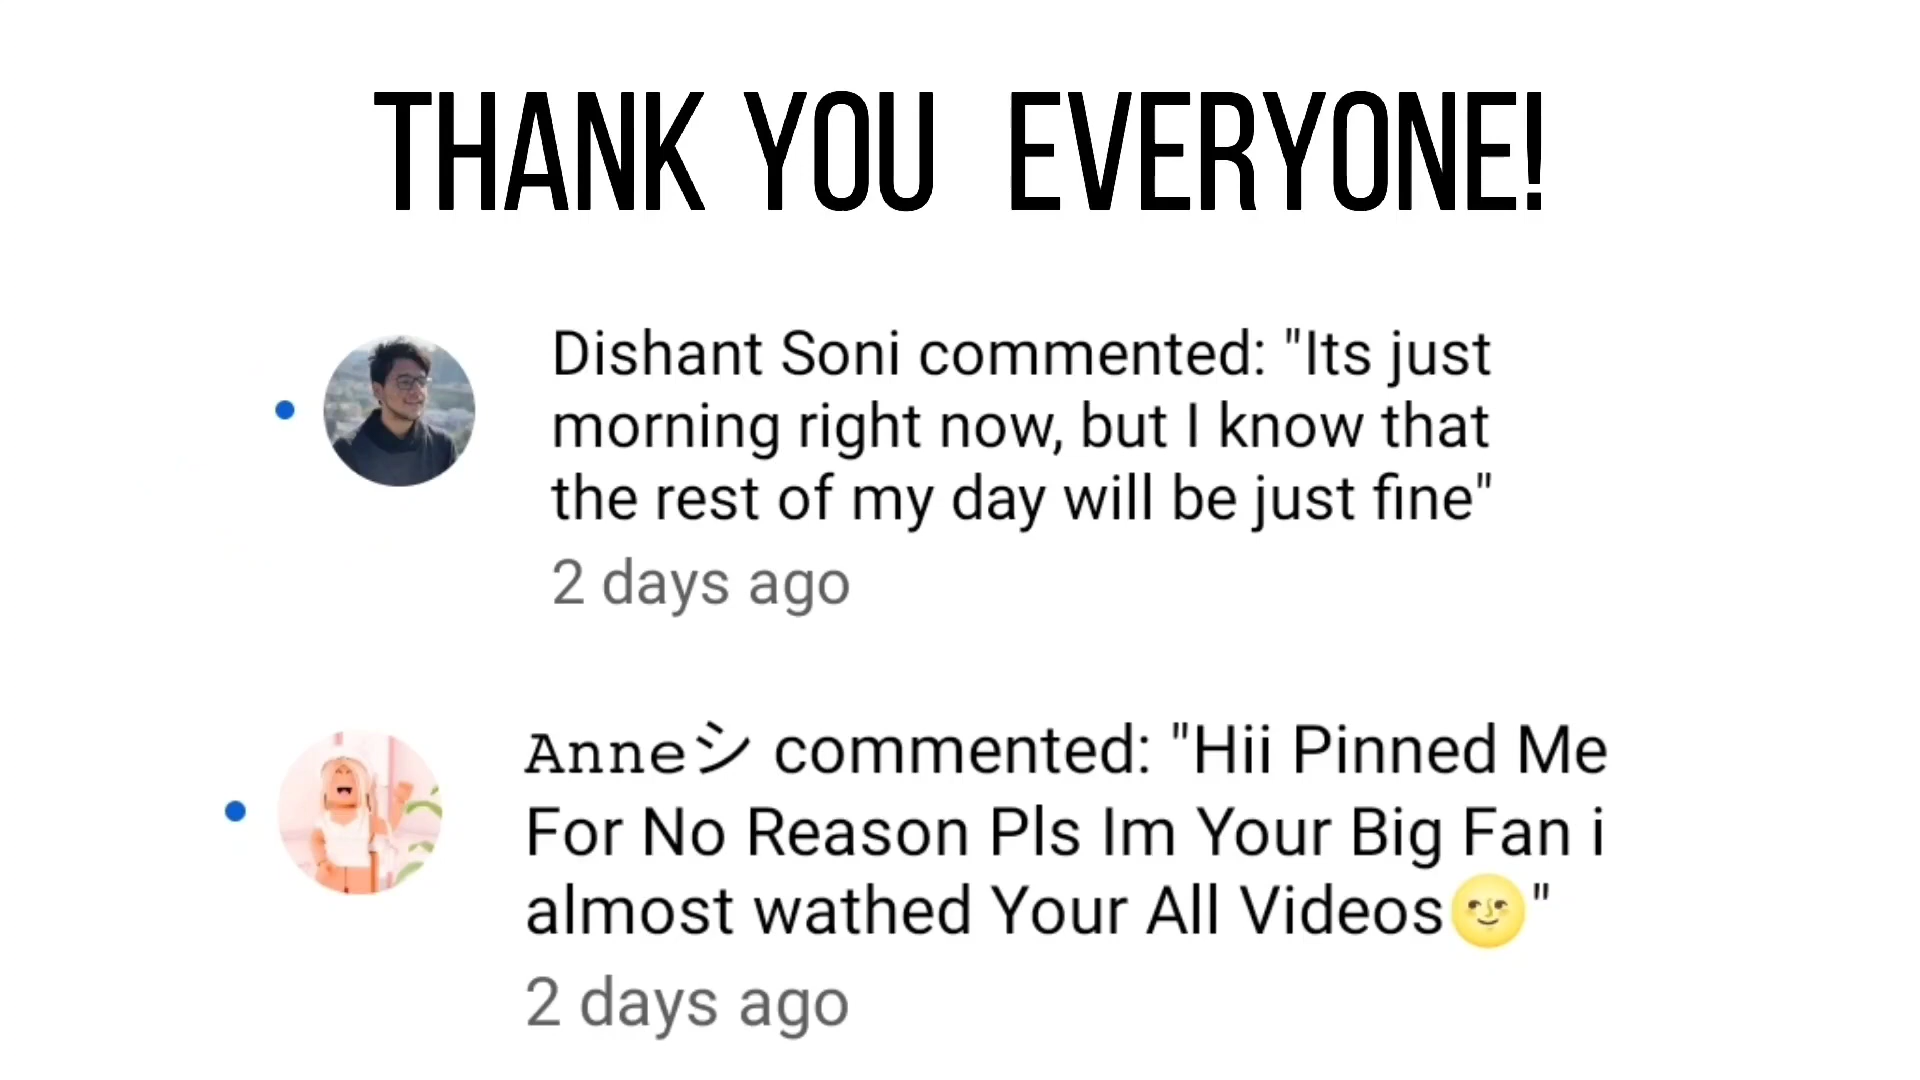 THANK YOU EVERYONE!
Dishant Soni commented: "Its just
morning right now, but I know that
the rest of my day will be just fine"
2 days ago
Anneシ commented: "Hii Pinned Me
For No Reason Pls Im Your Big Fan i
almost wathed Your All Videos🌝"
2 days ago